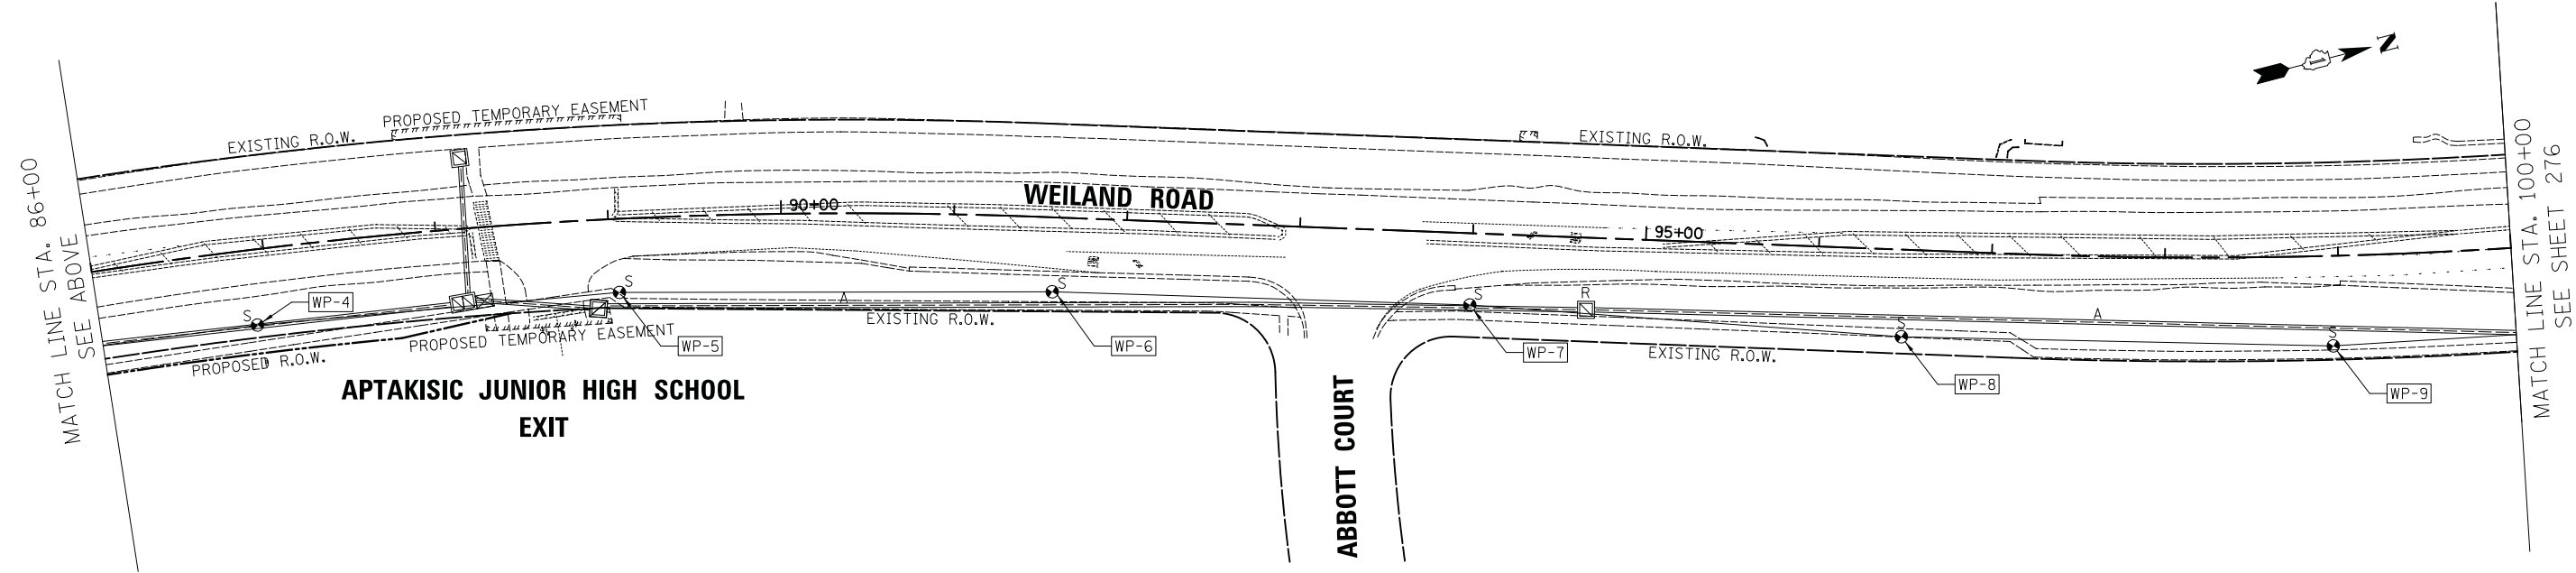 MATCH LINE STA. 86+00
SEE ABOVE
EXISTING R.O.W.
PROPOSED TEMPORARY EASEMENT
EXISTING R.O.W.
N
WEILAND ROAD
90+00
95+00
S
WP-4
S
WP-5
A
S
WP-6
S
WP-7
R
S
WP-8
A
S
WP-9
EXISTING R.O.W.
EXISTING R.O.W.
PROPOSED R.O.W.
PROPOSED TEMPORARY EASEMENT
APTAKISIC JUNIOR HIGH SCHOOL
EXIT
ABBOTT COURT
MATCH LINE STA. 100+00
SEE SHEET 276